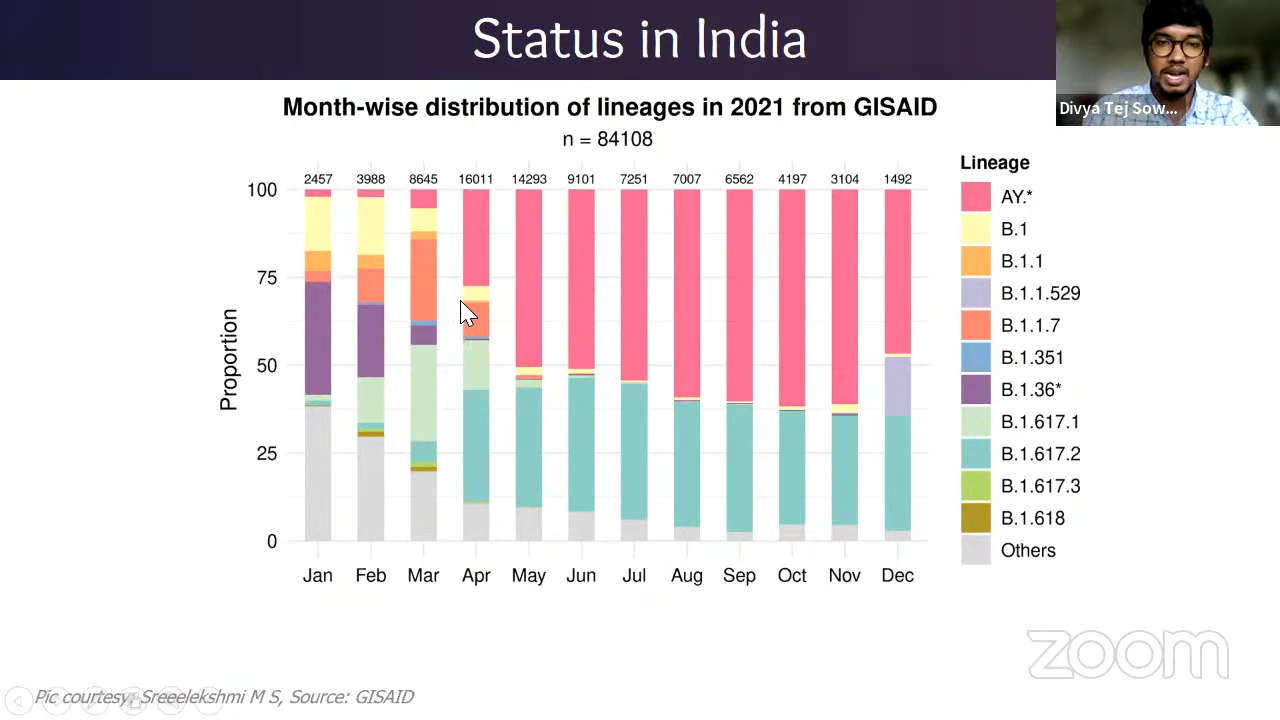 Status in India
Divya Tej Sow...
Month-wise distribution of lineages in 2021 from GISAID
n = 84108
Lineage
AY.*
B.1
B.1.1
B.1.1.529
B.1.1.7
B.1.351
B.1.36*
B.1.617.1
B.1.617.2
B.1.617.3
B.1.618
Others
2457 3988 8645 16011 14293 9101 7251 7007 6562 4197 3104 1492
Proportion
100
75
50
25
0
Jan Feb Mar Apr May Jun Jul Aug Sep Oct Nov Dec
zoom
Pic courtesy, Sreeelekshmi M S, Source: GISAID